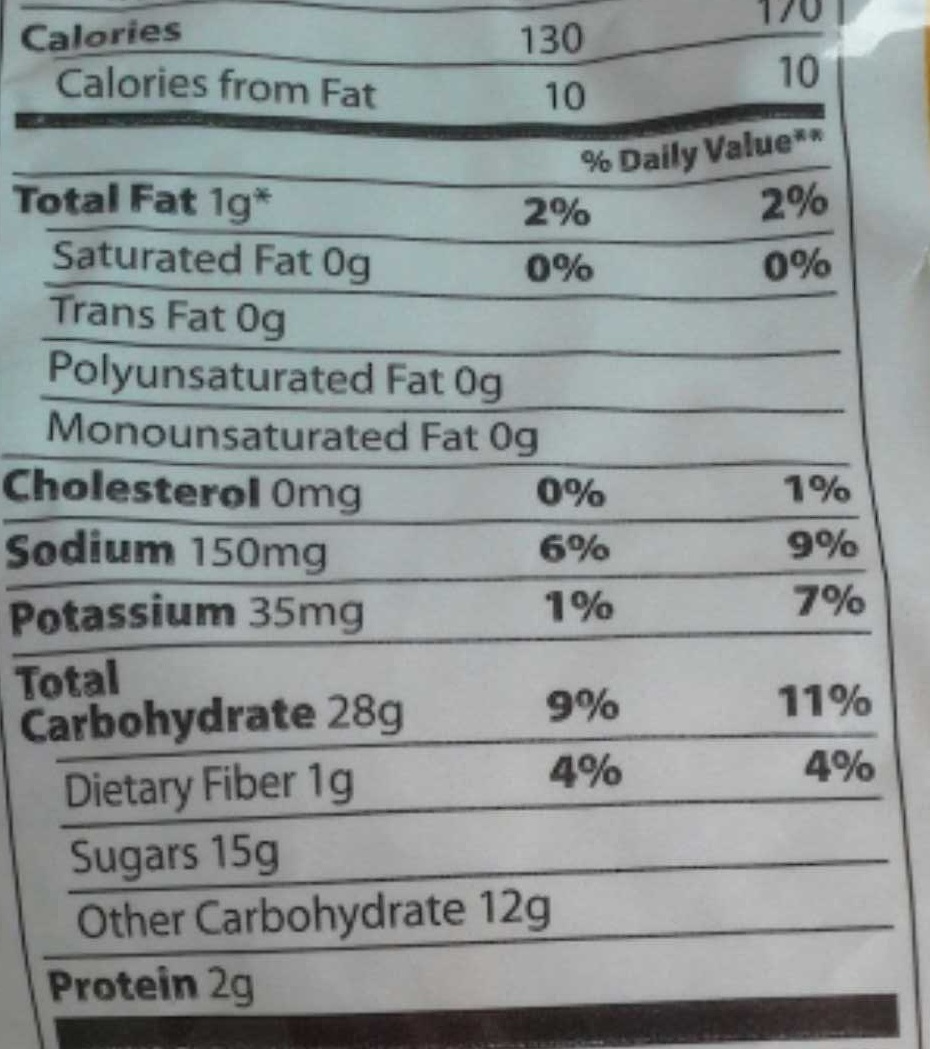 170
Calories 130
Calories from Fat 10 10
% Daily Value**
Total Fat 1g* 2% 2%
Saturated Fat 0g 0% 0%
Trans Fat 0g
Polyunsaturated Fat 0g
Monounsaturated Fat 0g
Cholesterol 0mg 0% 1%
Sodium 150mg 6% 9%
Potassium 35mg 1% 7%
Total
Carbohydrate 28g 9% 11%
Dietary Fiber 1g 4% 4%
Sugars 15g
Other Carbohydrate 12g
Protein 2g